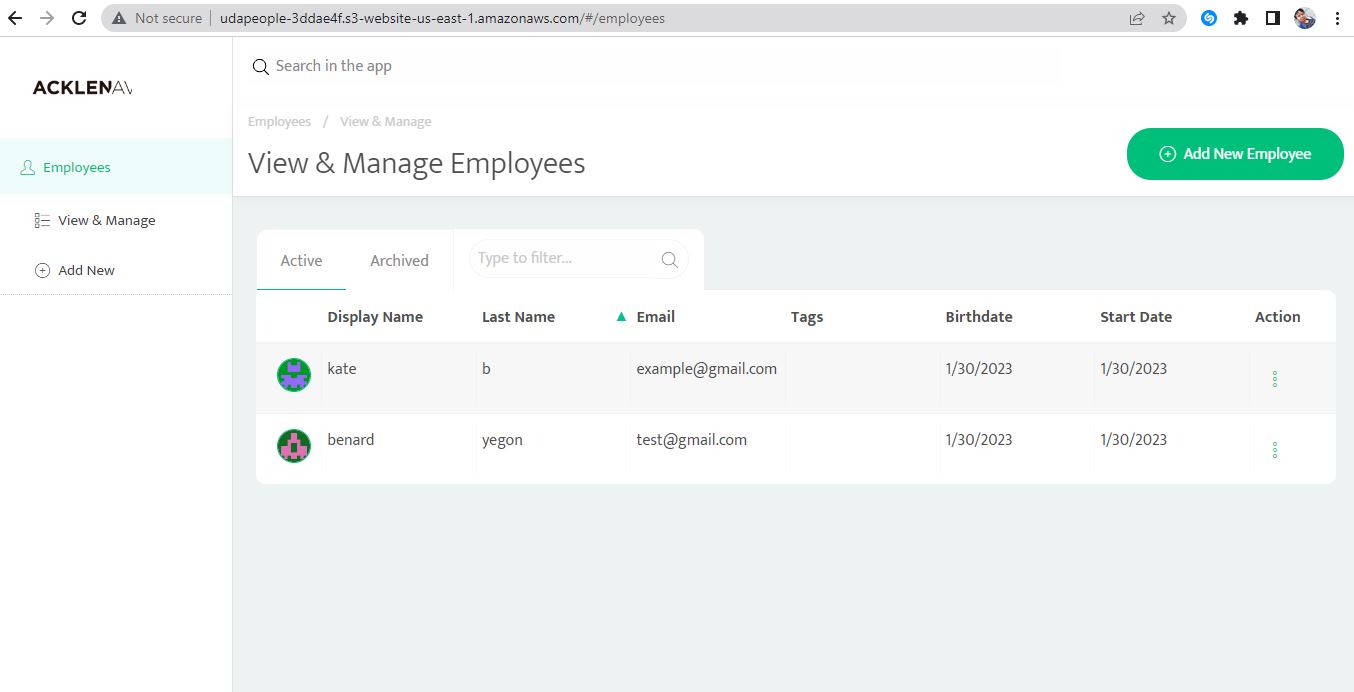 Not secure | udapeople-3ddae4f.s3-website-us-east-1.amazonaws.com/#/employees
ACKLENAV
Search in the app
Employees / View & Manage
View & Manage Employees
Add New Employee
Employees
View & Manage
Add New
Active Archived Type to filter...
Display Name Last Name Email Tags Birthdate Start Date Action
kate b example@gmail.com 1/30/2023 1/30/2023
benard yegon test@gmail.com 1/30/2023 1/30/2023